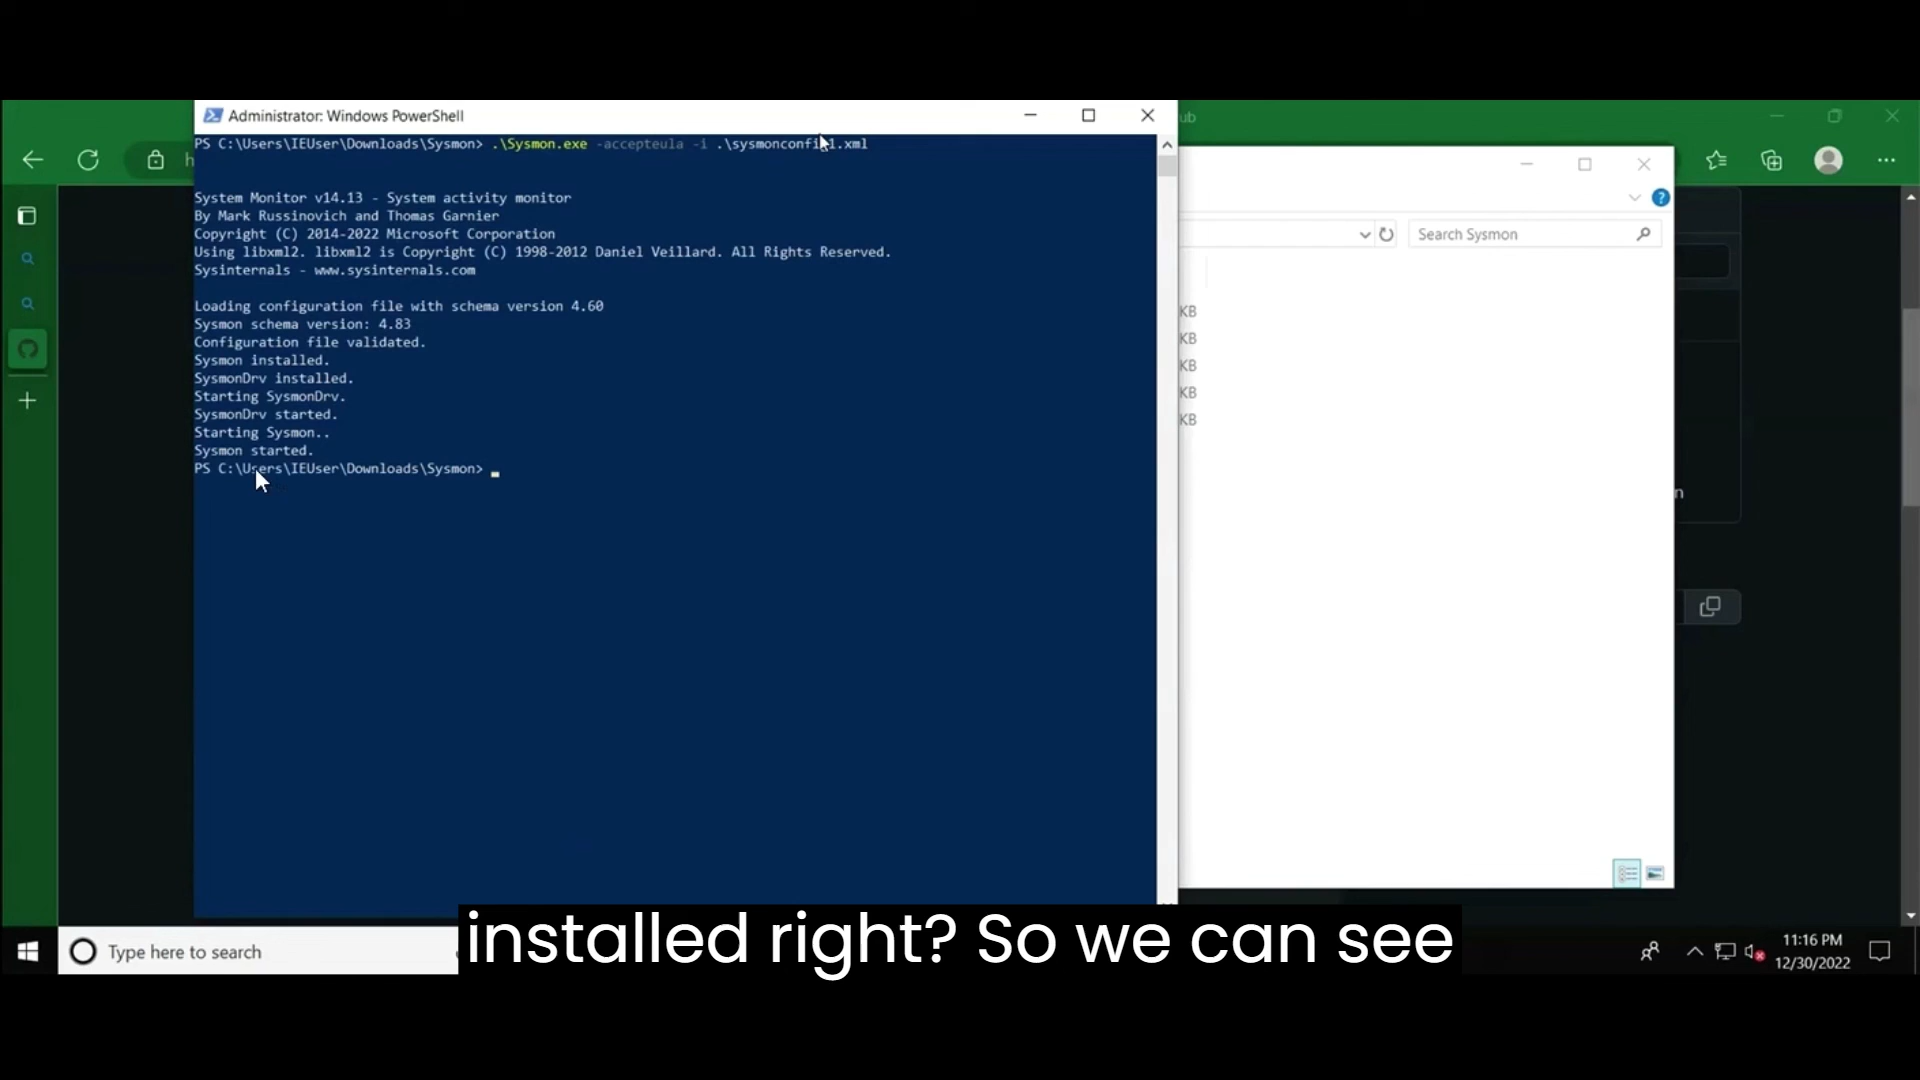 Administrator: Windows PowerShell
PS C:\Users\IEUser\Downloads\Sysmon> .\Sysmon.exe -accepteula -i .\sysmonconfi 1.xml
System Monitor v14.13 - System activity monitor
By Mark Russinovich and Thomas Garnier
Copyright (C) 2014-2022 Microsoft Corporation
Using libxml2. libxml2 is Copyright (C) 1998-2012 Daniel Veillard. All Rights Reserved.
Sysinternals - www.sysinternals.com
Loading configuration file with schema version 4.60
Sysmon schema version: 4.83
Configuration file validated.
Sysmon installed.
SysmonDrv installed.
Starting SysmonDrv.
SysmonDrv started.
Starting Sysmon..
Sysmon started.
PS C:\Users\IEUser\Downloads\Sysmon>
ub
h
Search Sysmon
KB
KB
KB
KB
KB
n
installed right? So we can see
Type here to search
11:16 PM
12/30/2022